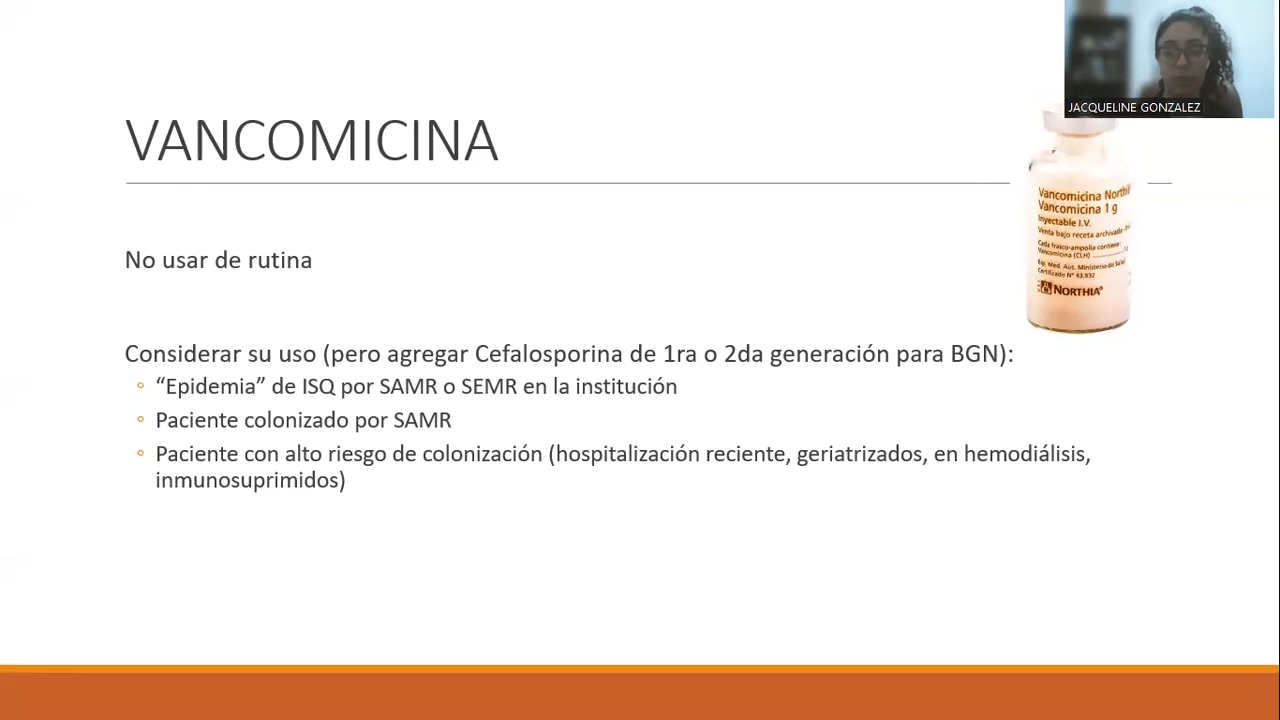 JACQUELINE GONZALEZ
VANCOMICINA
Vancomicina Northia
Vancomicina 1 g
Inyectable I.V.
Venta bajo receta archivada
Cada frasco-ampolla contiene:
Vancomicina (CLH)
Esp. Med. Aut. Ministerio de Salud
Certificado N° 43.932
NORTHIA®
No usar de rutina
Considerar su uso (pero agregar Cefalosporina de 1ra o 2da generación para BGN):
◦ “Epidemia” de ISQ por SAMR o SEMR en la institución
◦ Paciente colonizado por SAMR
◦ Paciente con alto riesgo de colonización (hospitalización reciente, geriatrizados, en hemodiálisis,
inmunosuprimidos)